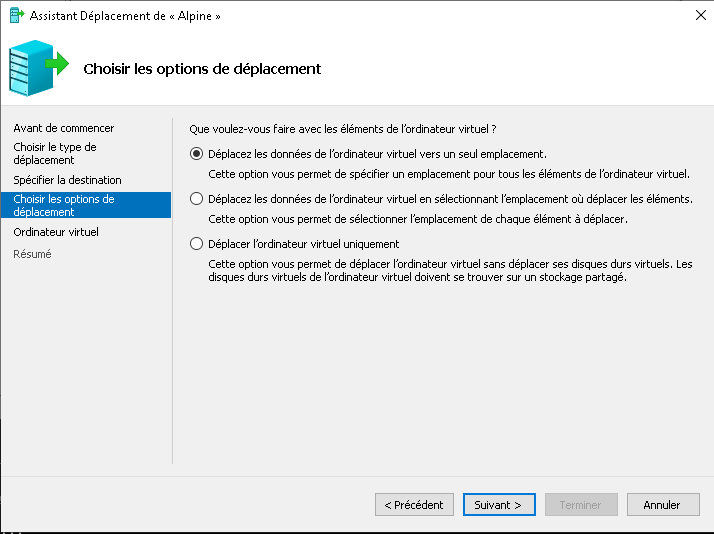 Assistant Déplacement de « Alpine »
Choisir les options de déplacement
Avant de commencer
Choisir le type de
déplacement
Spécifier la destination
Choisir les options de
déplacement
Ordinateur virtuel
Résumé
Que voulez-vous faire avec les éléments de l'ordinateur virtuel ?
Déplacez les données de l'ordinateur virtuel vers un seul emplacement.
Cette option vous permet de spécifier un emplacement pour tous les éléments de l'ordinateur virtuel.
Déplacez les données de l'ordinateur virtuel en sélectionnant l'emplacement où déplacer les éléments.
Cette option vous permet de sélectionner l'emplacement de chaque élément à déplacer.
Déplacer l'ordinateur virtuel uniquement
Cette option vous permet de déplacer l'ordinateur virtuel sans déplacer ses disques durs virtuels. Les
disques durs virtuels de l'ordinateur virtuel doivent se trouver sur un stockage partagé.
< Précédent
Suivant >
Terminer
Annuler